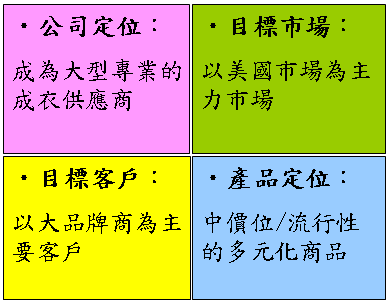 ・公司定位：
成為大型專業的
成衣供應商
・目標市場：
以美國市場為主
力市場
・目標客戶：
以大品牌商為主
要客戶
・產品定位：
中價位/流行性
的多元化商品